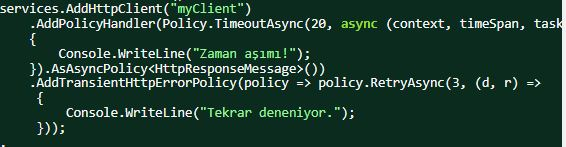 services.AddHttpClient("myClient")
.AddPolicyHandler(Policy.TimeoutAsync(20, async (context, timeSpan, task
{
Console.WriteLine("Zaman aşımı!");
}).AsAsyncPolicy<HttpResponseMessage>())
.AddTransientHttpErrorPolicy(policy => policy.RetryAsync(3, (d, r) =>
{
Console.WriteLine("Tekrar deneniyor.");
}));